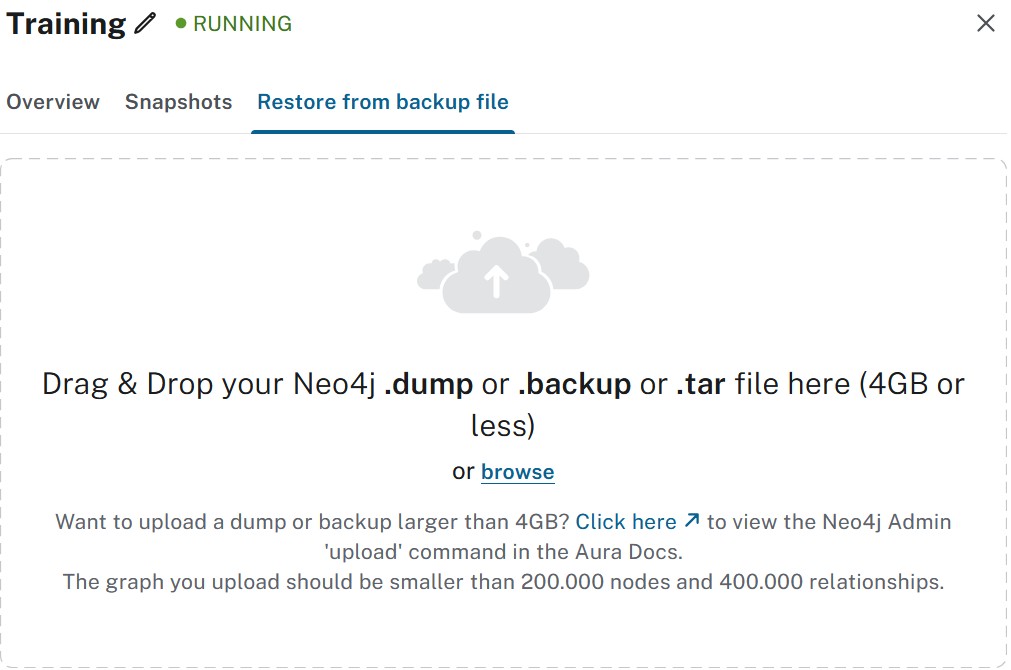 Training RUNNING
Overview Snapshots Restore from backup file
Drag & Drop your Neo4j .dump or .backup or .tar file here (4GB or
less)
or browse
Want to upload a dump or backup larger than 4GB? Click here to view the Neo4j Admin
'upload' command in the Aura Docs.
The graph you upload should be smaller than 200.000 nodes and 400.000 relationships.